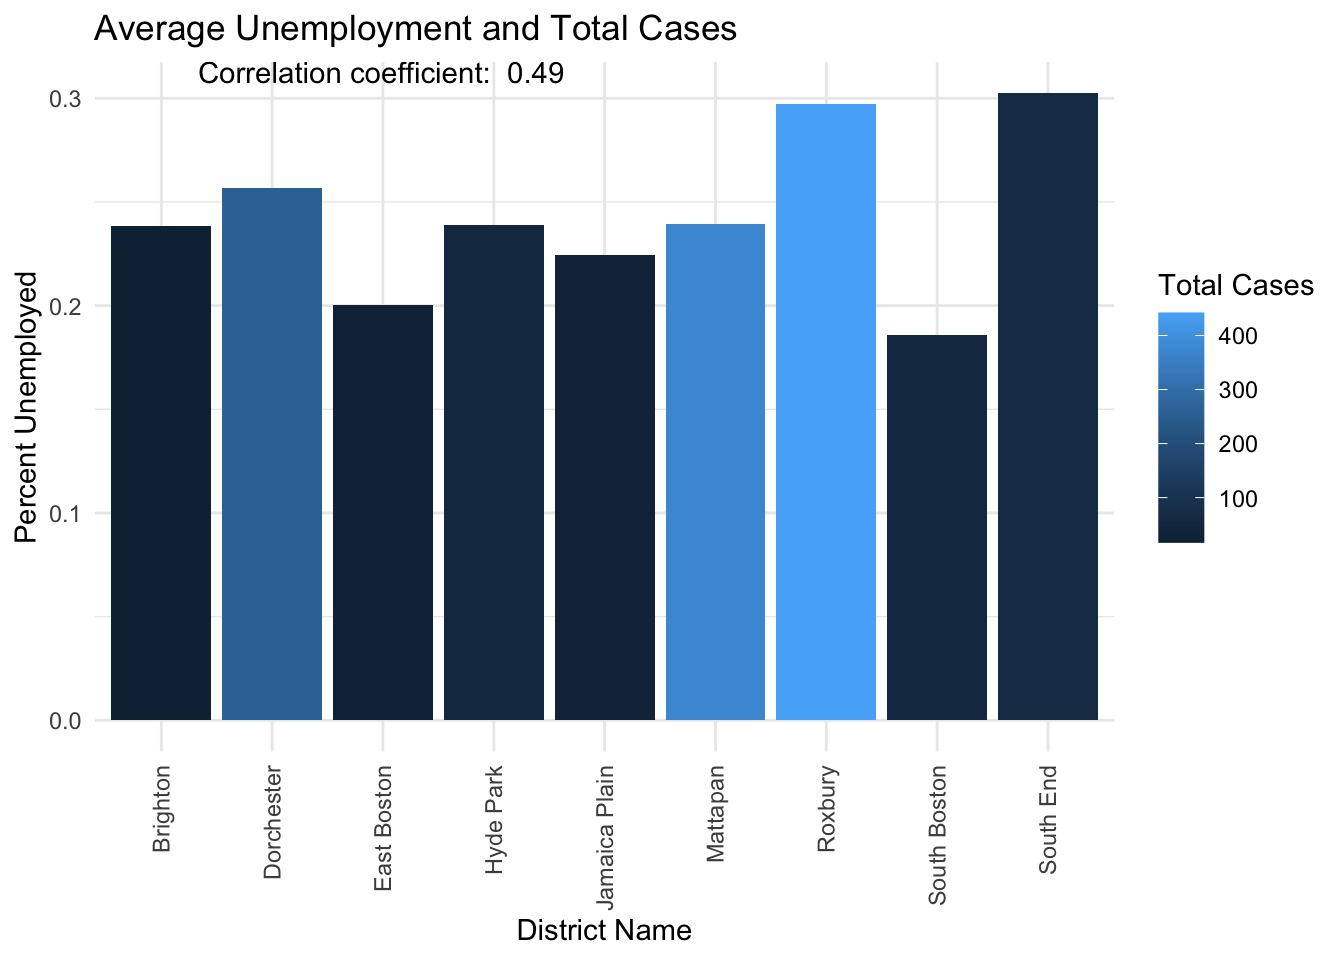 Average Unemployment and Total Cases
Correlation coefficient:  0.49
Percent Unemployed
0.3
0.2
0.1
0.0
Brighton
Dorchester
East Boston
Hyde Park
Jamaica Plain
Mattapan
Roxbury
South Boston
South End
District Name
Total Cases
400
300
200
100